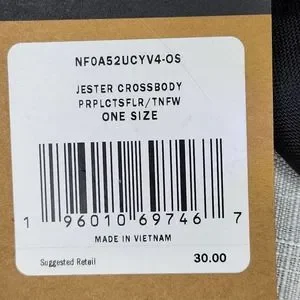 NF0A52UCYV4-OS
JESTER CROSSBODY
PRPLCTSFLR/TNFW
ONE SIZE
1 96010 69746 7
MADE IN VIETNAM
Suggested Retail 30.00